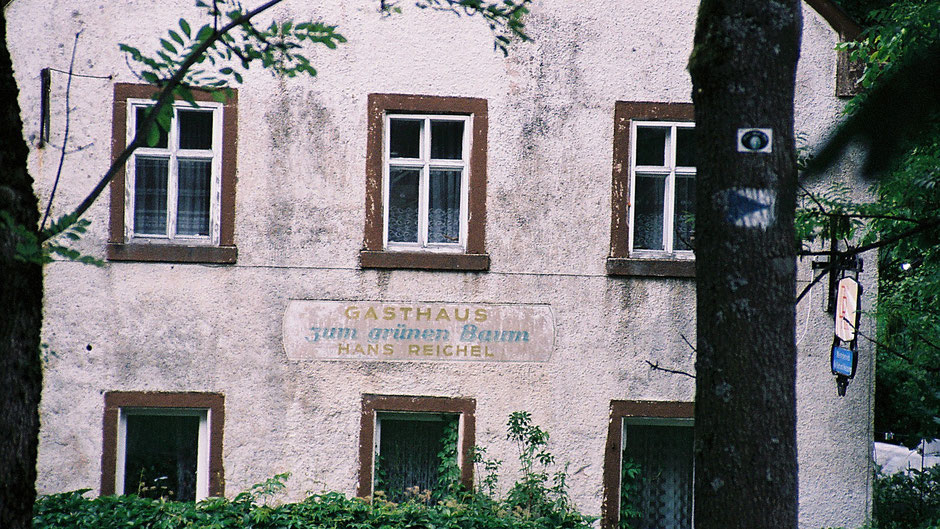 GASTHAUS
zum grünen Baum
HANS REICHEL